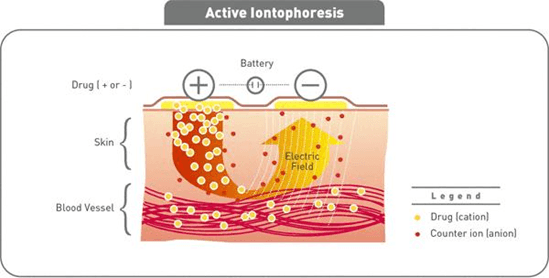 Active Iontophoresis
Battery
Drug ( + or - )
+
−
Skin
Electric
Field
Blood Vessel
Legend
Drug (cation)
Counter ion (anion)